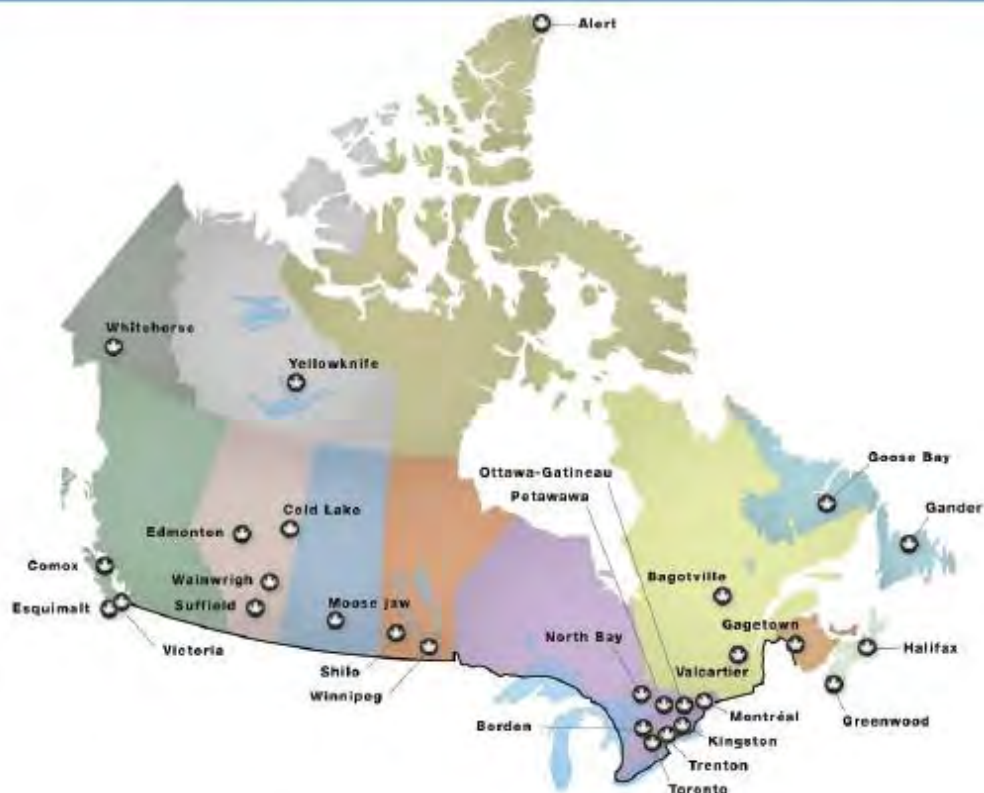 Alert
Whitehorse
Yellowknife
Ottawa-Gatineau
Petawawa
Goose Bay
Gander
Cold Lake
Edmonton
Comox
Wainwrigh
Bagotville
Esquimalt
Suffield
Moose jaw
Gagetown
North Bay
Halifax
Victoria
Shilo
Valcartier
Winnipeg
Montréal
Greenwood
Borden
Kingston
Trenton
Toronto